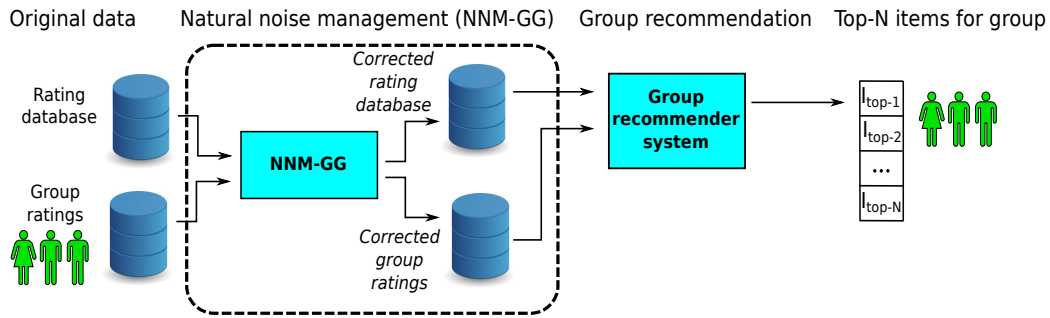 Original data
Natural noise management (NNM-GG)
Group recommendation
Top-N items for group
Rating
database
Group
ratings
NNM-GG
Corrected
rating
database
Corrected
group
ratings
Group
recommender
system
Itop-1
Itop-2
...
Itop-N